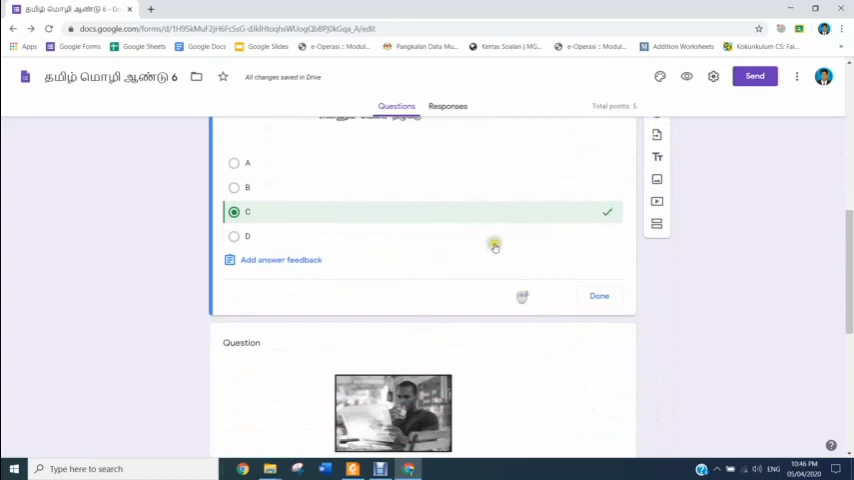 தமிழ் மொழி ஆண்டு 6 - Go
docs.google.com/forms/d/1H9SkMuF2jH6FcSsG-dJklHtoqhsWUogQbBPJ0kGqa_A/edit
Apps
Google Forms
Google Sheets
Google Docs
Google Slides
e-Operasi :: Modul...
Pangkalan Data Mu...
Kertas Soalan | MG...
e-Operasi :: Modul...
Addition Worksheets
Kokurikulum CS: Fai...
தமிழ் மொழி ஆண்டு 6
All changes saved in Drive
Send
Questions
Responses
Total points: 5
A
B
C
D
Add answer feedback
Done
Question
Type here to search
ENG
10:46 PM
05/04/2020